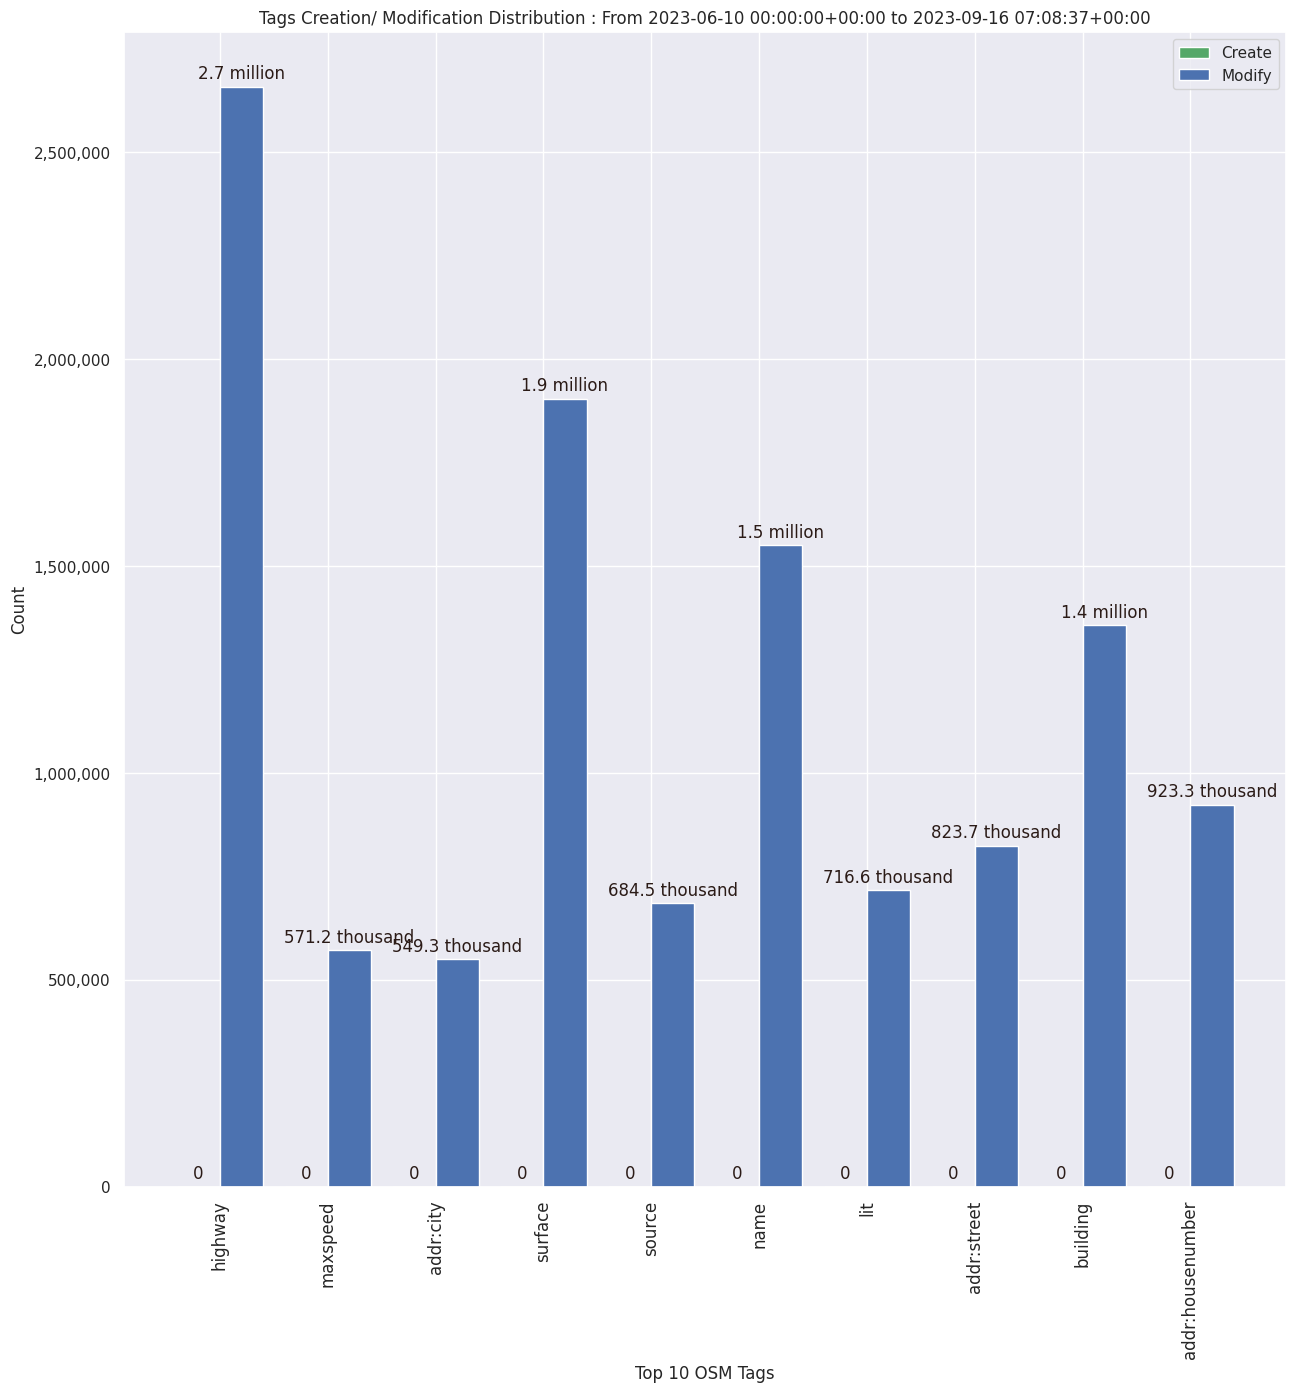 Tags Creation/ Modification Distribution : From 2023-06-10 00:00:00+00:00 to 2023-09-16 07:08:37+00:00
Create
Modify
2.7 million
2,500,000
2,000,000
1.9 million
1,500,000
1.5 million
1.4 million
Count
1,000,000
923.3 thousand
823.7 thousand
716.6 thousand
684.5 thousand
571.2 thousand
549.3 thousand
500,000
0
0 0 0 0 0 0 0 0 0 0
highway
maxspeed
addr:city
surface
source
name
lit
addr:street
building
addr:housenumber
Top 10 OSM Tags